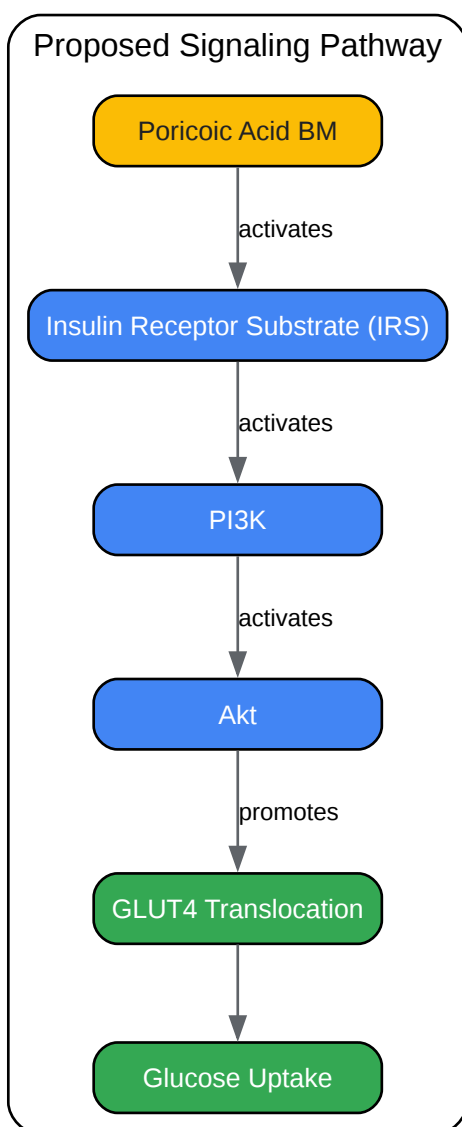 Proposed Signaling Pathway
Poricoic Acid BM
activates
Insulin Receptor Substrate (IRS)
activates
PI3K
activates
Akt
promotes
GLUT4 Translocation
Glucose Uptake